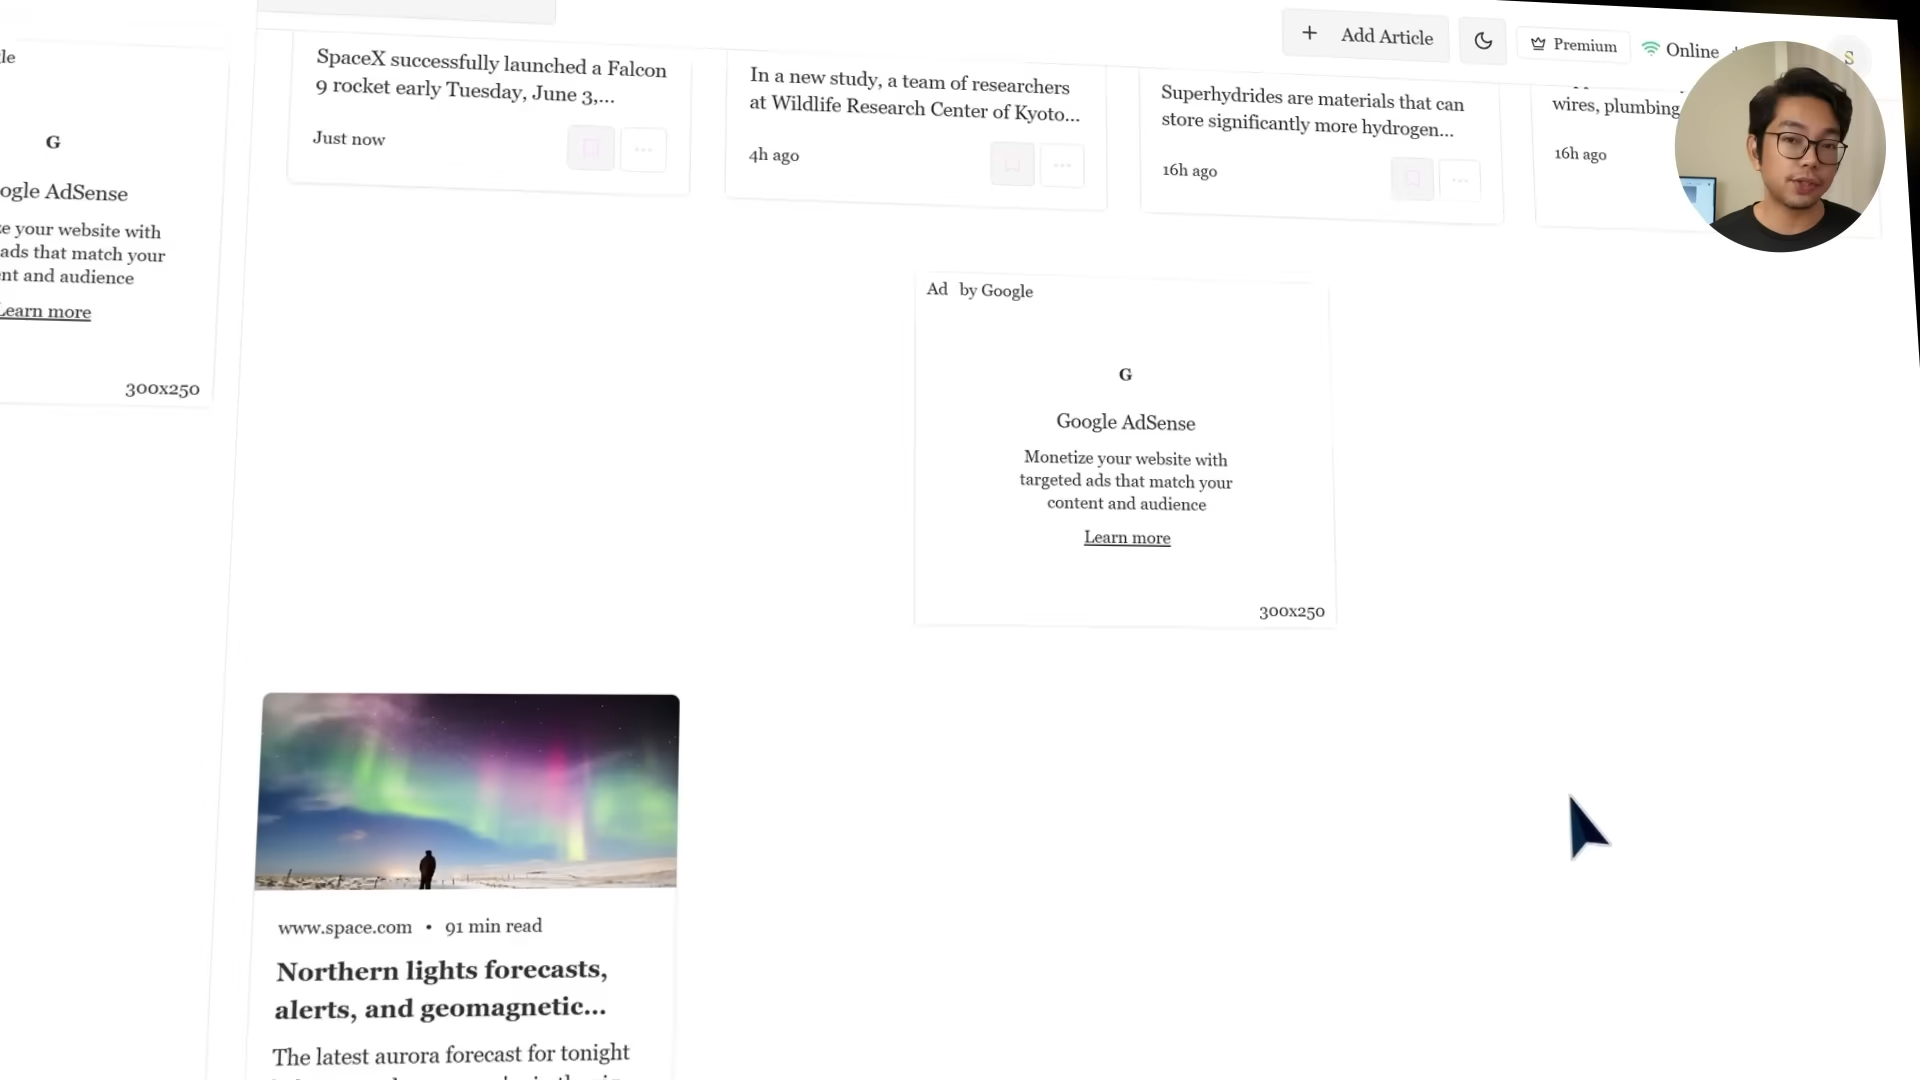 + Add Article
Premium
Online
S
le
G
ogle AdSense
e your website with
ads that match your
nt and audience
Learn more
300x250
SpaceX successfully launched a Falcon
9 rocket early Tuesday, June 3,...
Just now
In a new study, a team of researchers
at Wildlife Research Center of Kyoto...
4h ago
Superhydrides are materials that can
store significantly more hydrogen...
16h ago
wires, plumbing
16h ago
Ad by Google
G
Google AdSense
Monetize your website with
targeted ads that match your
content and audience
Learn more
300x250
www.space.com • 91 min read
Northern lights forecasts,
alerts, and geomagnetic...
The latest aurora forecast for tonight